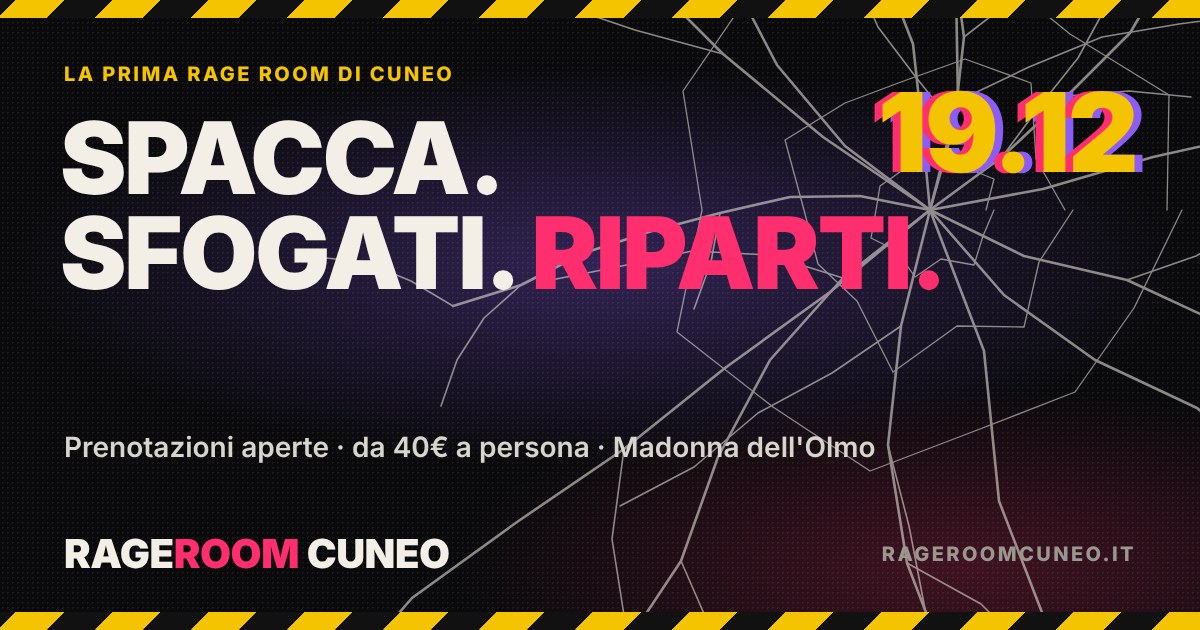 LA PRIMA RAGE ROOM DI CUNEO
19.12
SPACCA.
SFOGATI. RIPARTI.
Prenotazioni aperte · da 40€ a persona · Madonna dell'Olmo
RAGEROOM CUNEO
RAGEROOMCUNEO.IT